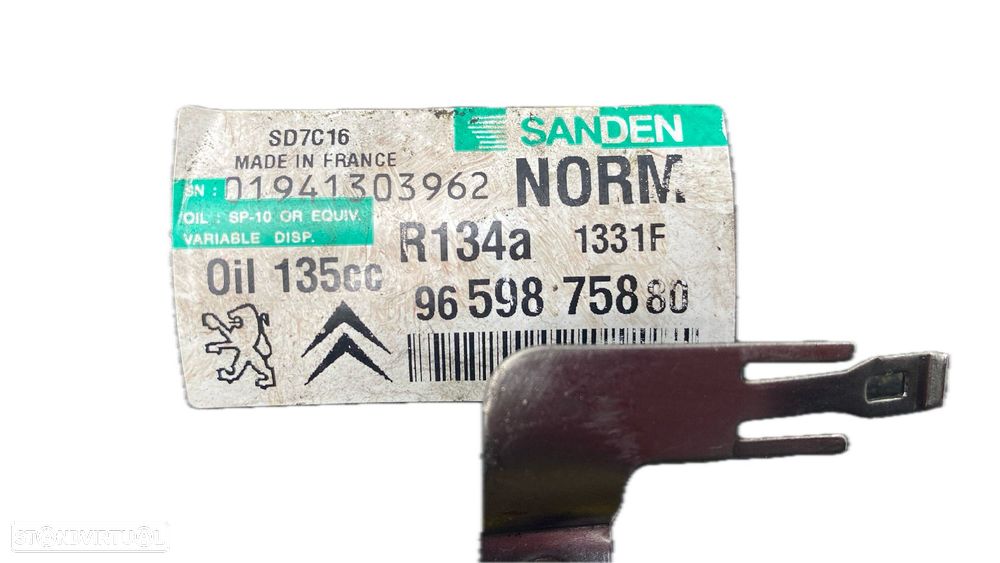 SD7C16
SANDEN
MADE IN FRANCE
SN: 01941303962
NORM
OIL : SP-10 OR EQUIV.
VARIABLE DISP.
R134a 1331F
Oil 135cc
96 598 758 80
STANDVIRTUAL